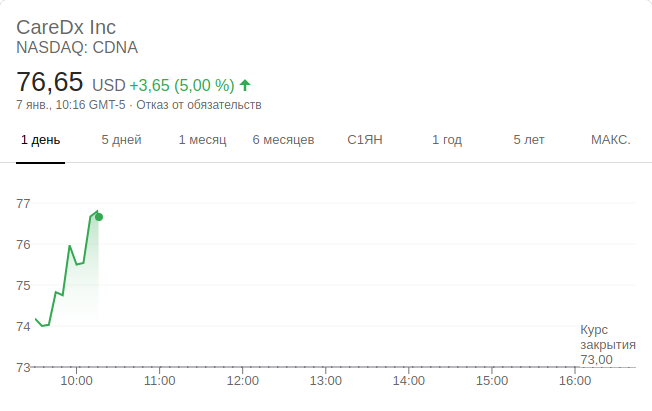 CareDx Inc
NASDAQ: CDNA
76,65 USD +3,65 (5,00 %)
7 янв., 10:16 GMT-5 · Отказ от обязательств
1 день 5 дней 1 месяц 6 месяцев С1ЯН 1 год 5 лет МАКС.
77
76
75
74
73
Курс
закрытия
73,00
10:00 11:00 12:00 13:00 14:00 15:00 16:00